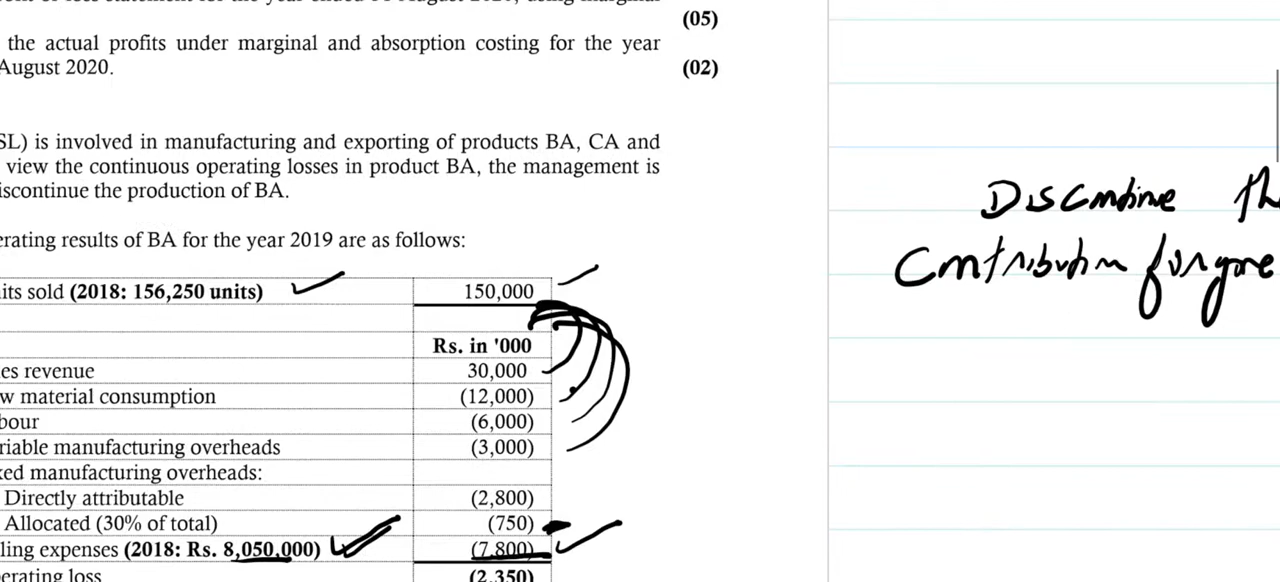 (05)
the actual profits under marginal and absorption costing for the year
August 2020.
(02)
SL) is involved in manufacturing and exporting of products BA, CA and
view the continuous operating losses in product BA, the management is
iscontinue the production of BA.
erating results of BA for the year 2019 are as follows:
its sold (2018: 156,250 units) 150,000
Rs. in '000
es revenue 30,000
w material consumption (12,000)
bour (6,000)
riable manufacturing overheads (3,000)
ked manufacturing overheads:
Directly attributable (2,800)
Allocated (30% of total) (750)
ling expenses (2018: Rs. 8,050,000) (7,800)
erating loss (2,350)
Discontinue th
Contribution forgone